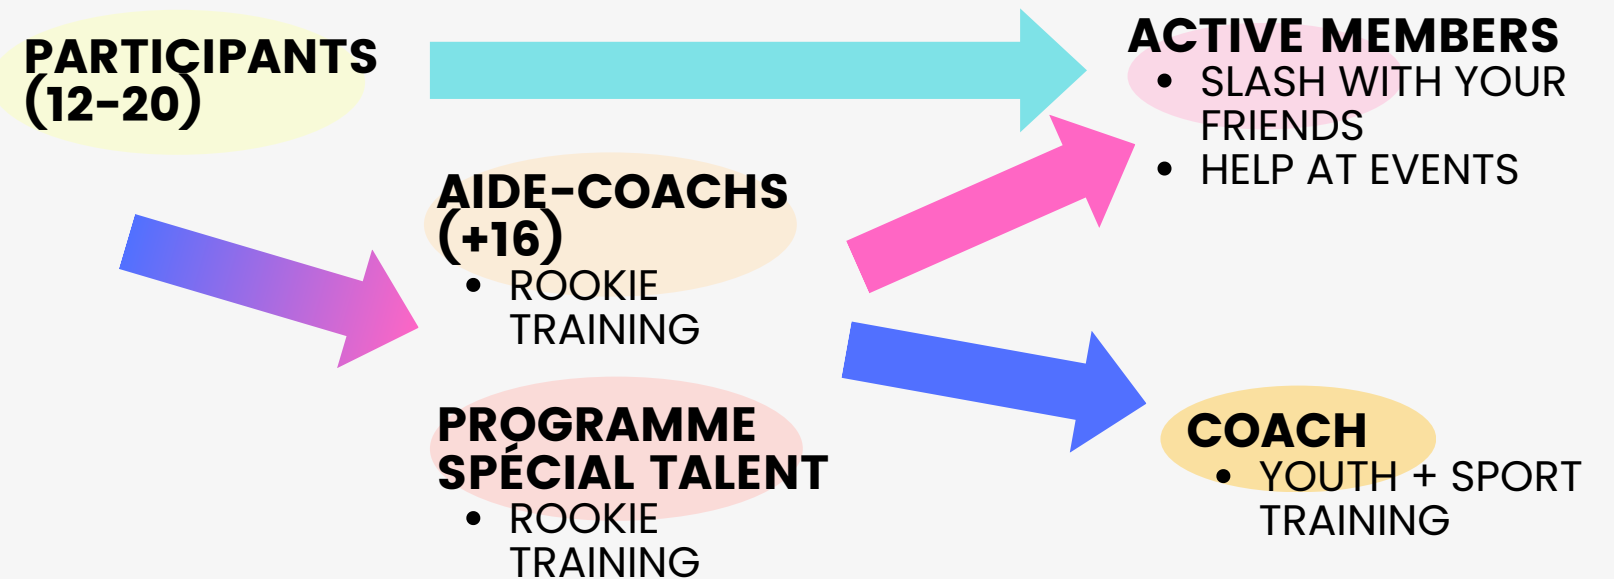 PARTICIPANTS
(12-20)
ACTIVE MEMBERS
• SLASH WITH YOUR
FRIENDS
• HELP AT EVENTS
AIDE-COACHS
(+16)
• ROOKIE
TRAINING
PROGRAMME
SPÉCIAL TALENT
• ROOKIE
TRAINING
COACH
• YOUTH + SPORT
TRAINING